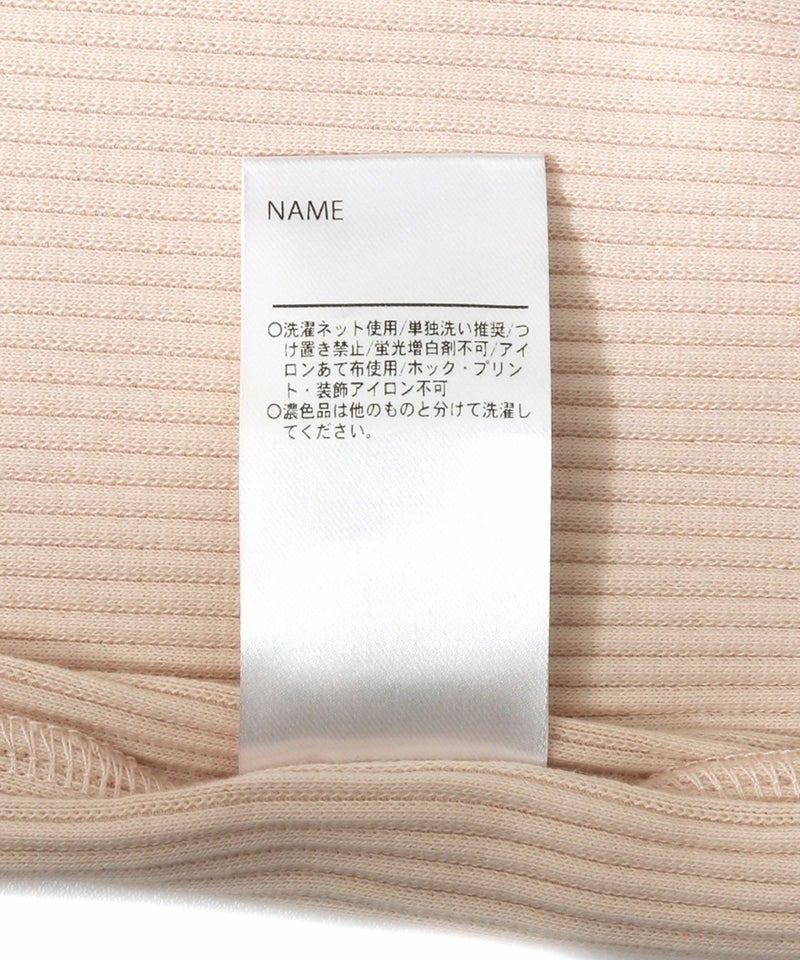 NAME
○洗濯ネット使用/単独洗い推奨/つ
け置き禁止/蛍光増白剤不可/アイ
ロンあて布使用/ホック・プリン
ト・装飾アイロン不可
○濃色品は他のものと分けて洗濯し
てください。